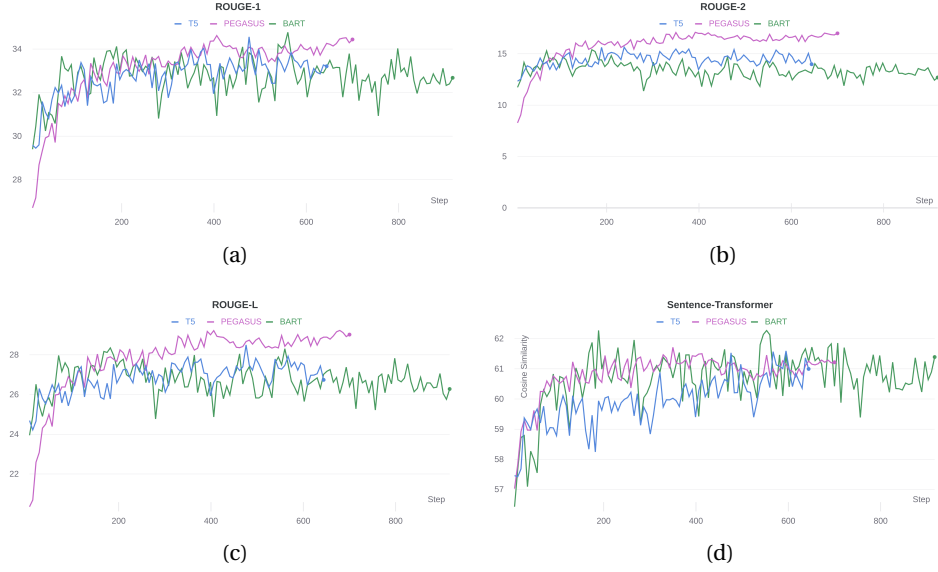 ROUGE-1
T5 PEGASUS BART
34
32
30
28
Step
200 400 600 800
(a)
ROUGE-2
T5 PEGASUS BART
15
10
5
0
Step
200 400 600 800
(b)
ROUGE-L
T5 PEGASUS BART
28
26
24
22
Step
200 400 600 800
(c)
Sentence-Transformer
T5 PEGASUS BART
Cosine Similarity
62
61
60
59
58
57
Step
200 400 600 800
(d)